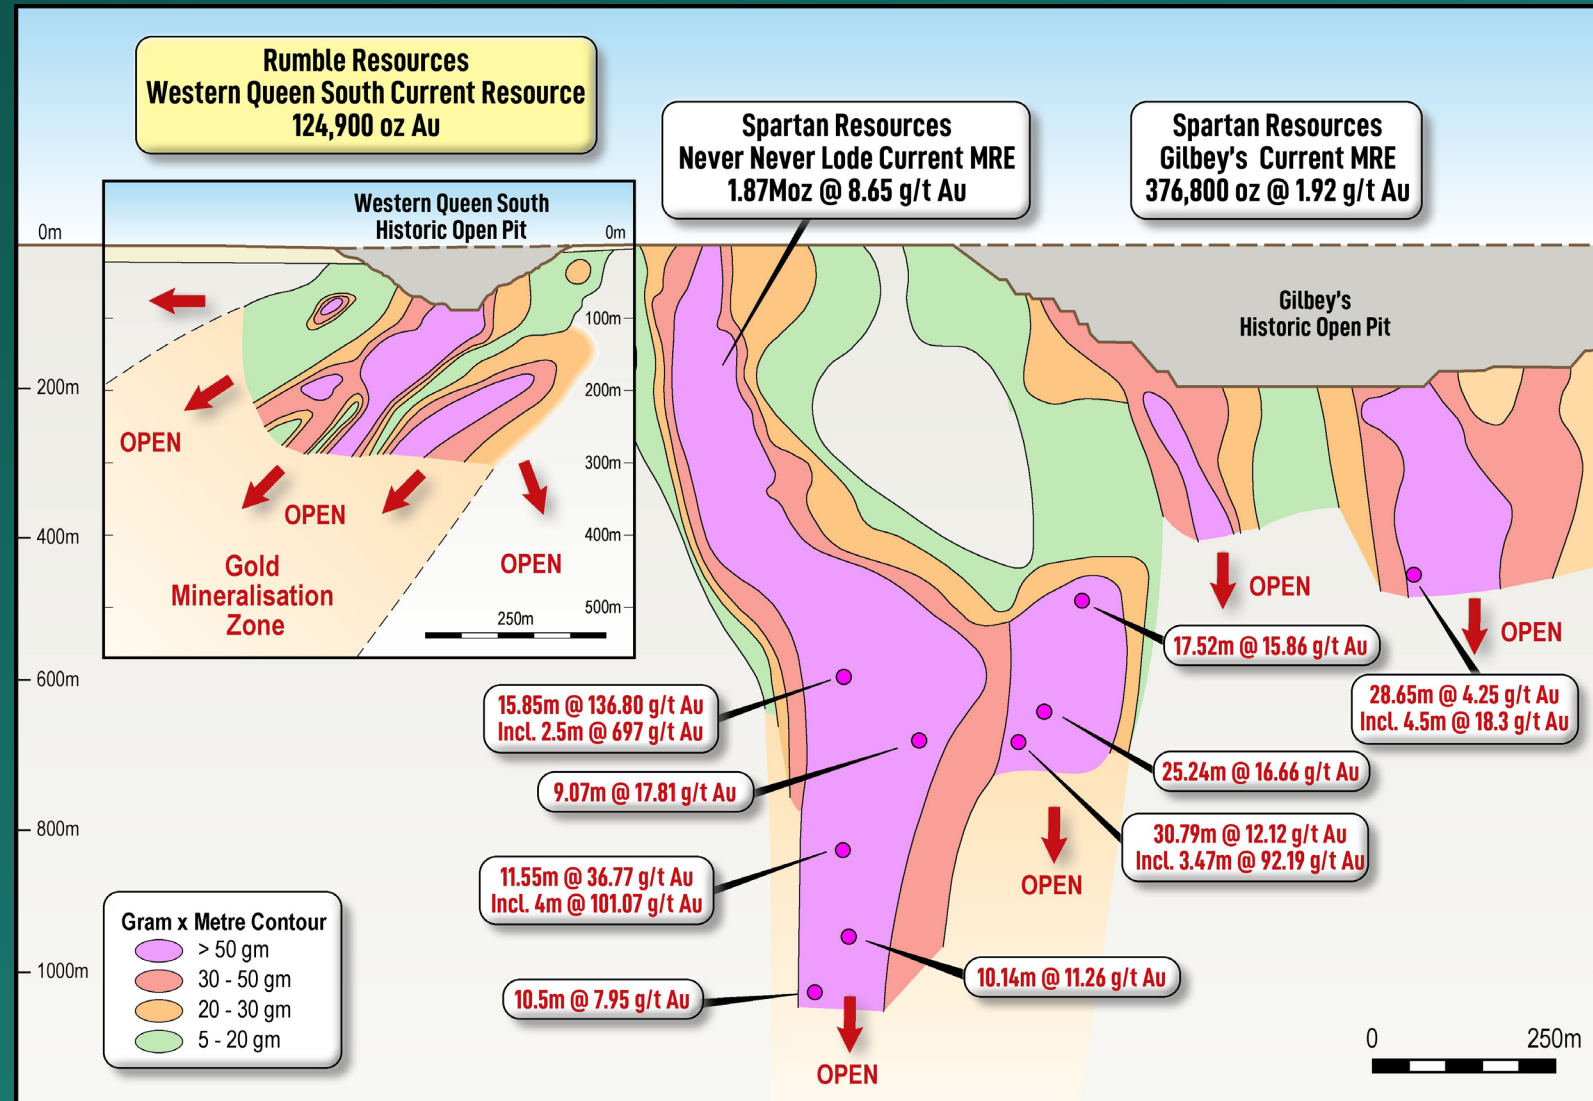 Rumble Resources
Western Queen South Current Resource
124,900 oz Au
Spartan Resources
Never Never Lode Current MRE
1.87Moz @ 8.65 g/t Au
Spartan Resources
Gilbey's Current MRE
376,800 oz @ 1.92 g/t Au
Western Queen South
Historic Open Pit
0m
0m
100m
200m
300m
400m
500m
OPEN
OPEN
OPEN
Gold
Mineralisation
Zone
250m
200m
400m
600m
800m
1000m
Gilbey's
Historic Open Pit
OPEN
OPEN
17.52m @ 15.86 g/t Au
28.65m @ 4.25 g/t Au
Incl. 4.5m @ 18.3 g/t Au
15.85m @ 136.80 g/t Au
Incl. 2.5m @ 697 g/t Au
9.07m @ 17.81 g/t Au
25.24m @ 16.66 g/t Au
30.79m @ 12.12 g/t Au
Incl. 3.47m @ 92.19 g/t Au
11.55m @ 36.77 g/t Au
Incl. 4m @ 101.07 g/t Au
OPEN
10.14m @ 11.26 g/t Au
10.5m @ 7.95 g/t Au
OPEN
Gram x Metre Contour
> 50 gm
30 - 50 gm
20 - 30 gm
5 - 20 gm
0 250m